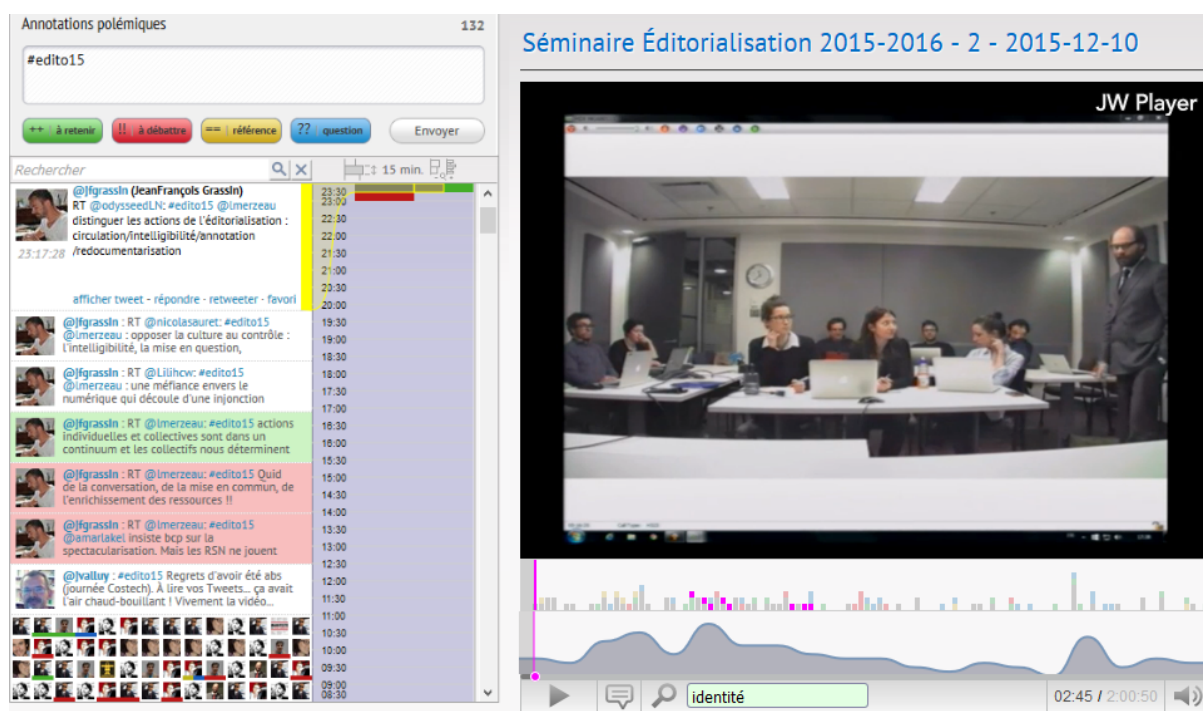 Annotations polémiques 132
#edito15
++ à retenir !! à débattre == référence ?? question Envoyer
Rechercher 15 min.
@jfgrassin (JeanFrançois Grassin)
RT @odysseedLN: #edito15 @lmerzeau
distinguer les actions de l'éditorialisation :
circulation/intelligibilité/annotation
/redocumentarisation
23:17:28
afficher tweet - répondre - retweeter - favori
@jfgrassin : RT @nicolasauret: #edito15
@lmerzeau : opposer la culture au contrôle :
l'intelligibilité, la mise en question,
@jfgrassin : RT @Lilihcw: #edito15
@lmerzeau : une méfiance envers le
numérique qui découle d'une injonction
@jfgrassin : RT @lmerzeau: #edito15 actions
individuelles et collectives sont dans un
continuum et les collectifs nous déterminent
@jfgrassin : RT @lmerzeau: #edito15 Quid
de la conversation, de la mise en commun, de
l'enrichissement des ressources !!
@jfgrassin : RT @lmerzeau: #edito15
@amarlakel insiste bcp sur la
spectacularisation. Mais les RSN ne jouent
@jvalluy : #edito15 Regrets d'avoir été abs
(journée Costech). À lire vos Tweets... ça avait
l'air chaud-bouillant ! Vivement la vidéo...
23:30
23:00
22:30
22:00
21:30
21:00
20:30
20:00
19:30
19:00
18:30
18:00
17:30
17:00
16:30
16:00
15:30
15:00
14:30
14:00
13:30
13:00
12:30
12:00
11:30
11:00
10:30
10:00
09:30
09:00
08:30
Séminaire Éditorialisation 2015-2016 - 2 - 2015-12-10
JW Player
identité 02:45 / 2:00:50